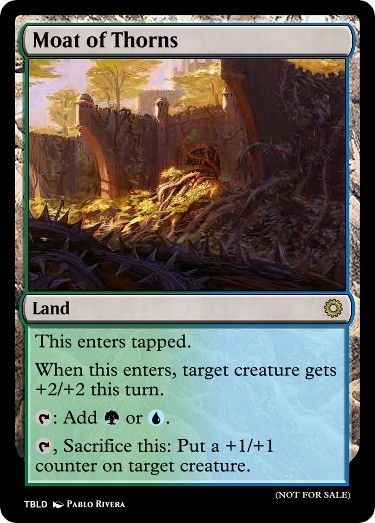 Moat of Thorns
Land
This enters tapped.
When this enters, target creature gets
+2/+2 this turn.
: Add or .
, Sacrifice this: Put a +1/+1
counter on target creature.
TBLD Pablo Rivera
(NOT FOR SALE)